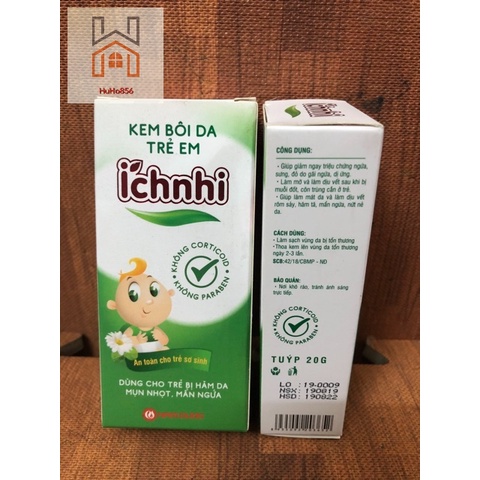 HuHa856
KEM BÔI DA
TRẺ EM
ichnhi
KHÔNG CORTICOID
KHÔNG PARABEN
An toàn cho trẻ sơ sinh
DÙNG CHO TRẺ BỊ HĂM DA
MỤN NHỌT, MẨN NGỨA
CÔNG DỤNG:
- Giúp giảm ngay triệu chứng ngứa,
sưng, đỏ do gãi ngứa, dị ứng.
- Làm mờ và làm dịu vết sau khi bị
muỗi đốt, côn trùng cắn ở trẻ.
- Giúp làm mát da và làm dịu vết
rôm sảy, hăm tã, mẩn ngứa, nứt nẻ
da.
CÁCH DÙNG:
- Làm sạch vùng da bị tổn thương
-Thoa kem lên vùng da tổn thương
ngày 2-3 lần.
SCB:42/18/CBMP - NĐ
BẢO QUẢN:
- Nơi khô ráo, tránh ánh sáng
trực tiếp.
KHÔNG CORTICOID
KHÔNG PARABEN
TUÝP 20G
LO : 19-0009
NSX: 190819
HSD: 190822